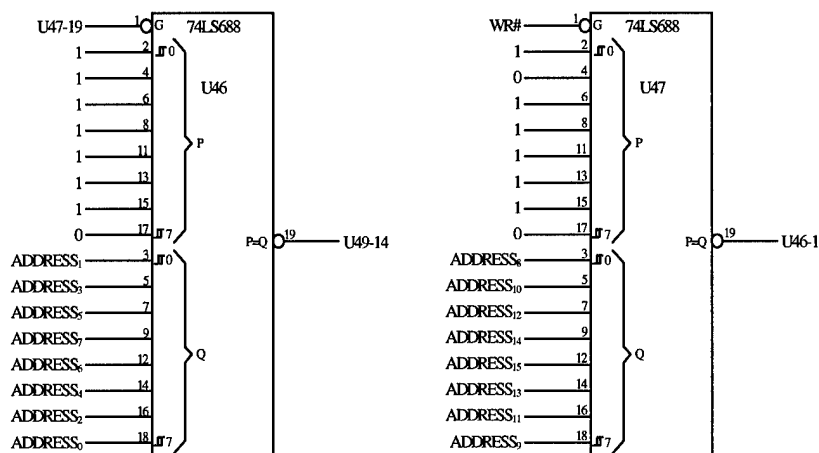 U47-19 1 G 74LS688
1 2 0
1 4 U46
1 6
1 8
1 11 P
1 13
1 15
0 17 7
P=Q 19 U49-14
ADDRESS₁ 3 0
ADDRESS₃ 5
ADDRESS₅ 7
ADDRESS₇ 9
ADDRESS₆ 12 Q
ADDRESS₄ 14
ADDRESS₂ 16
ADDRESS₀ 18 7
WR# 1 G 74LS688
1 2 0
0 4 U47
1 6
1 8
1 11 P
1 13
1 15
0 17 7
P=Q 19 U46-1
ADDRESS₈ 3 0
ADDRESS₁₀ 5
ADDRESS₁₂ 7
ADDRESS₁₄ 9
ADDRESS₁₅ 12 Q
ADDRESS₁₃ 14
ADDRESS₁₁ 16
ADDRESS₉ 18 7